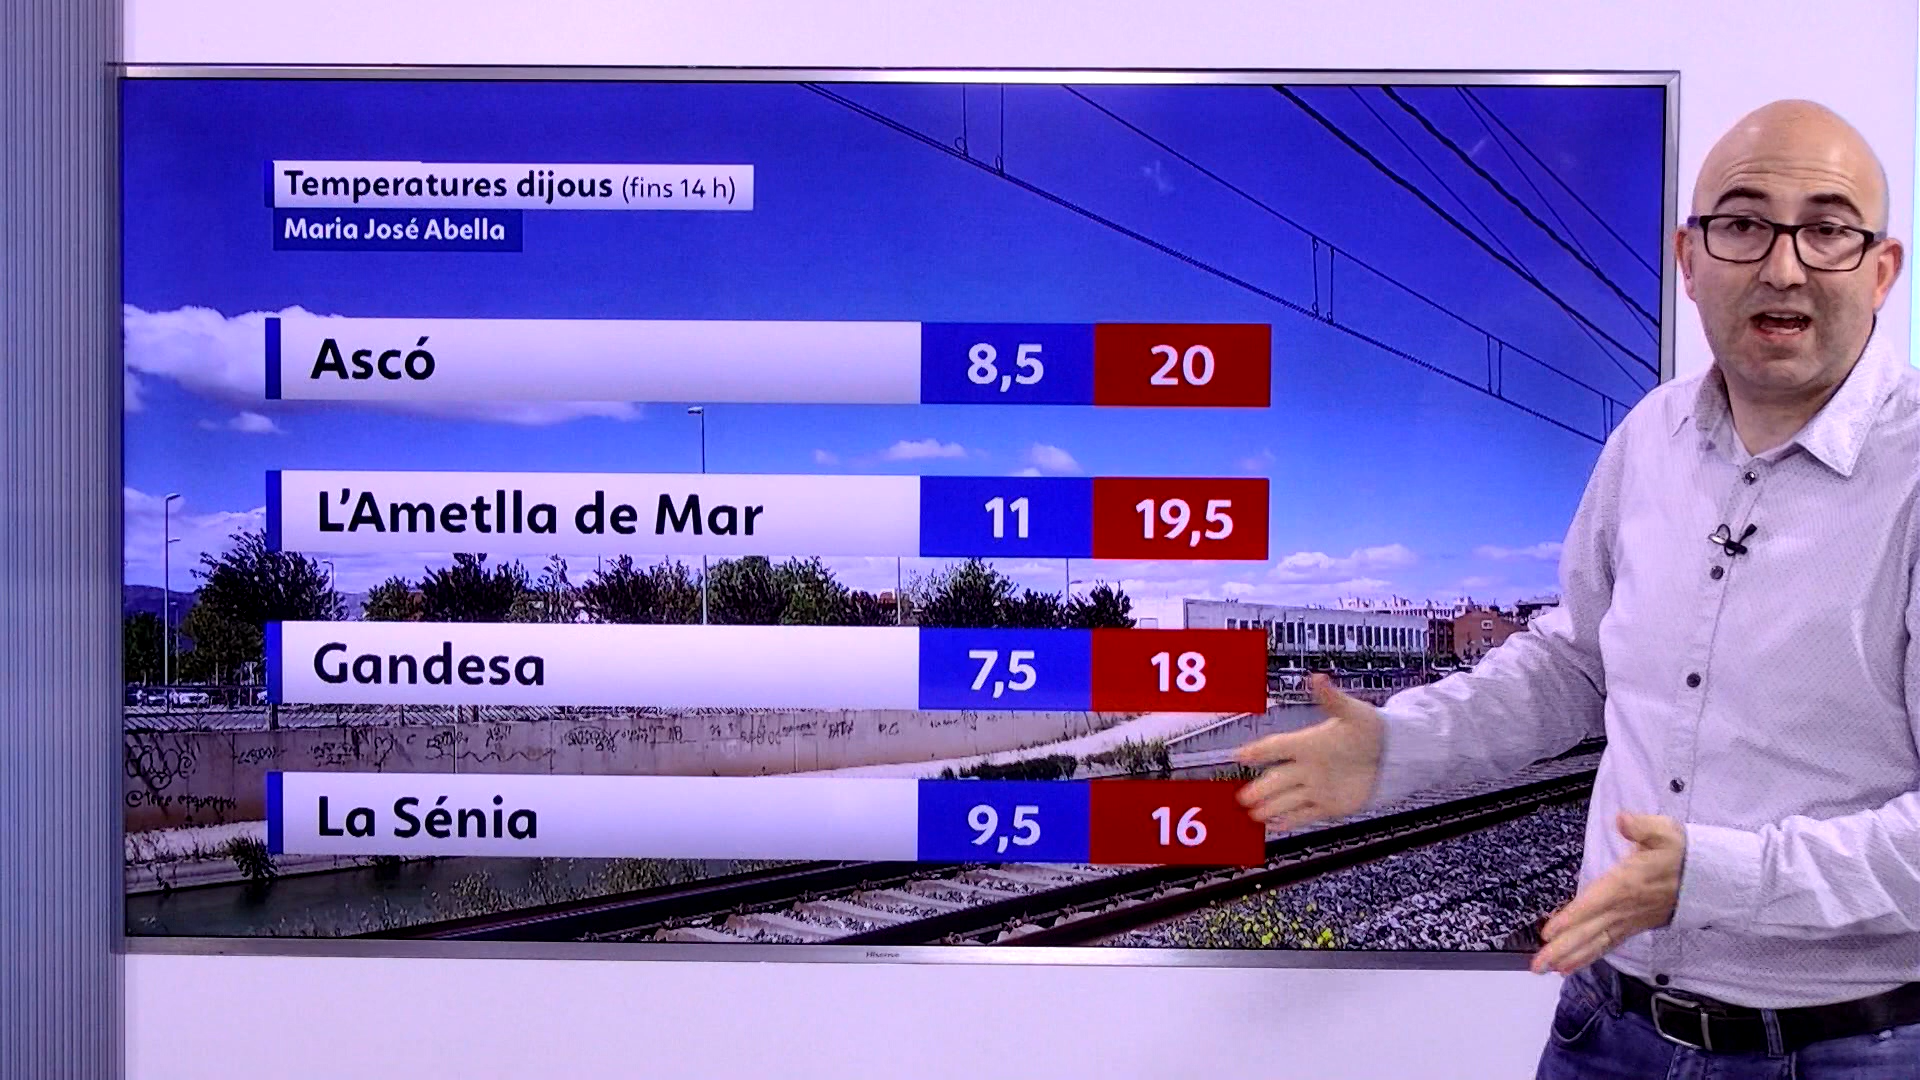 Temperatures dijous (fins 14 h)
Maria José Abella
Ascó 8,5 20
L'Ametlla de Mar 11 19,5
Gandesa 7,5 18
La Sénia 9,5 16
Hisense